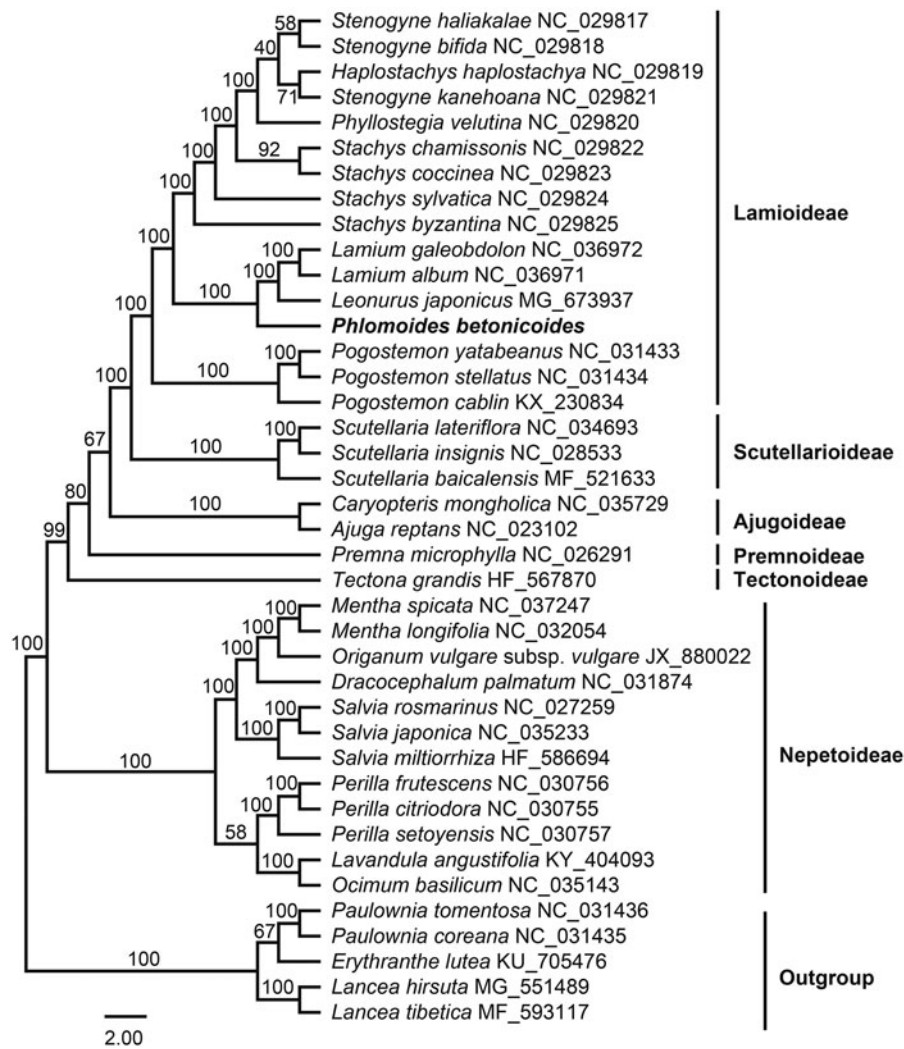 58
Stenogyne haliakalae NC_029817
40
Stenogyne bifida NC_029818
100
Haplostachys haplostachya NC_029819
71
Stenogyne kanehoana NC_029821
100
Phyllostegia velutina NC_029820
100
92
Stachys chamissonis NC_029822
Stachys coccinea NC_029823
100
Stachys sylvatica NC_029824
Lamioideae
100
Stachys byzantina NC_029825
100
100
Lamium galeobdolon NC_036972
100
Lamium album NC_036971
100
Leonurus japonicus MG_673937
100
Phlomoides betonicoides
100
Pogostemon yatabeanus NC_031433
100
Pogostemon stellatus NC_031434
100
Pogostemon cablin KX_230834
100
Scutellaria lateriflora NC_034693
67
100
Scutellaria insignis NC_028533
Scutellarioideae
Scutellaria baicalensis MF_521633
80
100
Caryopteris mongholica NC_035729
Ajuga reptans NC_023102
Ajugoideae
99
Premna microphylla NC_026291
Premnoideae
Tectona grandis HF_567870
Tectonoideae
100
Mentha spicata NC_037247
100
Mentha longifolia NC_032054
100
100
Origanum vulgare subsp. vulgare JX_880022
100
Dracocephalum palmatum NC_031874
100
Salvia rosmarinus NC_027259
100
Salvia japonica NC_035233
100
Salvia miltiorrhiza HF_586694
Nepetoideae
100
Perilla frutescens NC_030756
100
Perilla citriodora NC_030755
58
Perilla setoyensis NC_030757
100
Lavandula angustifolia KY_404093
Ocimum basilicum NC_035143
100
Paulownia tomentosa NC_031436
67
Paulownia coreana NC_031435
100
Erythranthe lutea KU_705476
Outgroup
100
Lancea hirsuta MG_551489
Lancea tibetica MF_593117
2.00